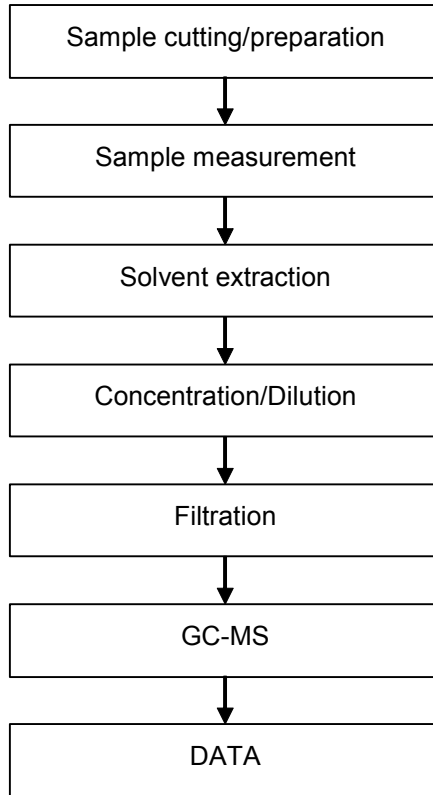 Sample cutting/preparation
Sample measurement
Solvent extraction
Concentration/Dilution
Filtration
GC-MS
DATA